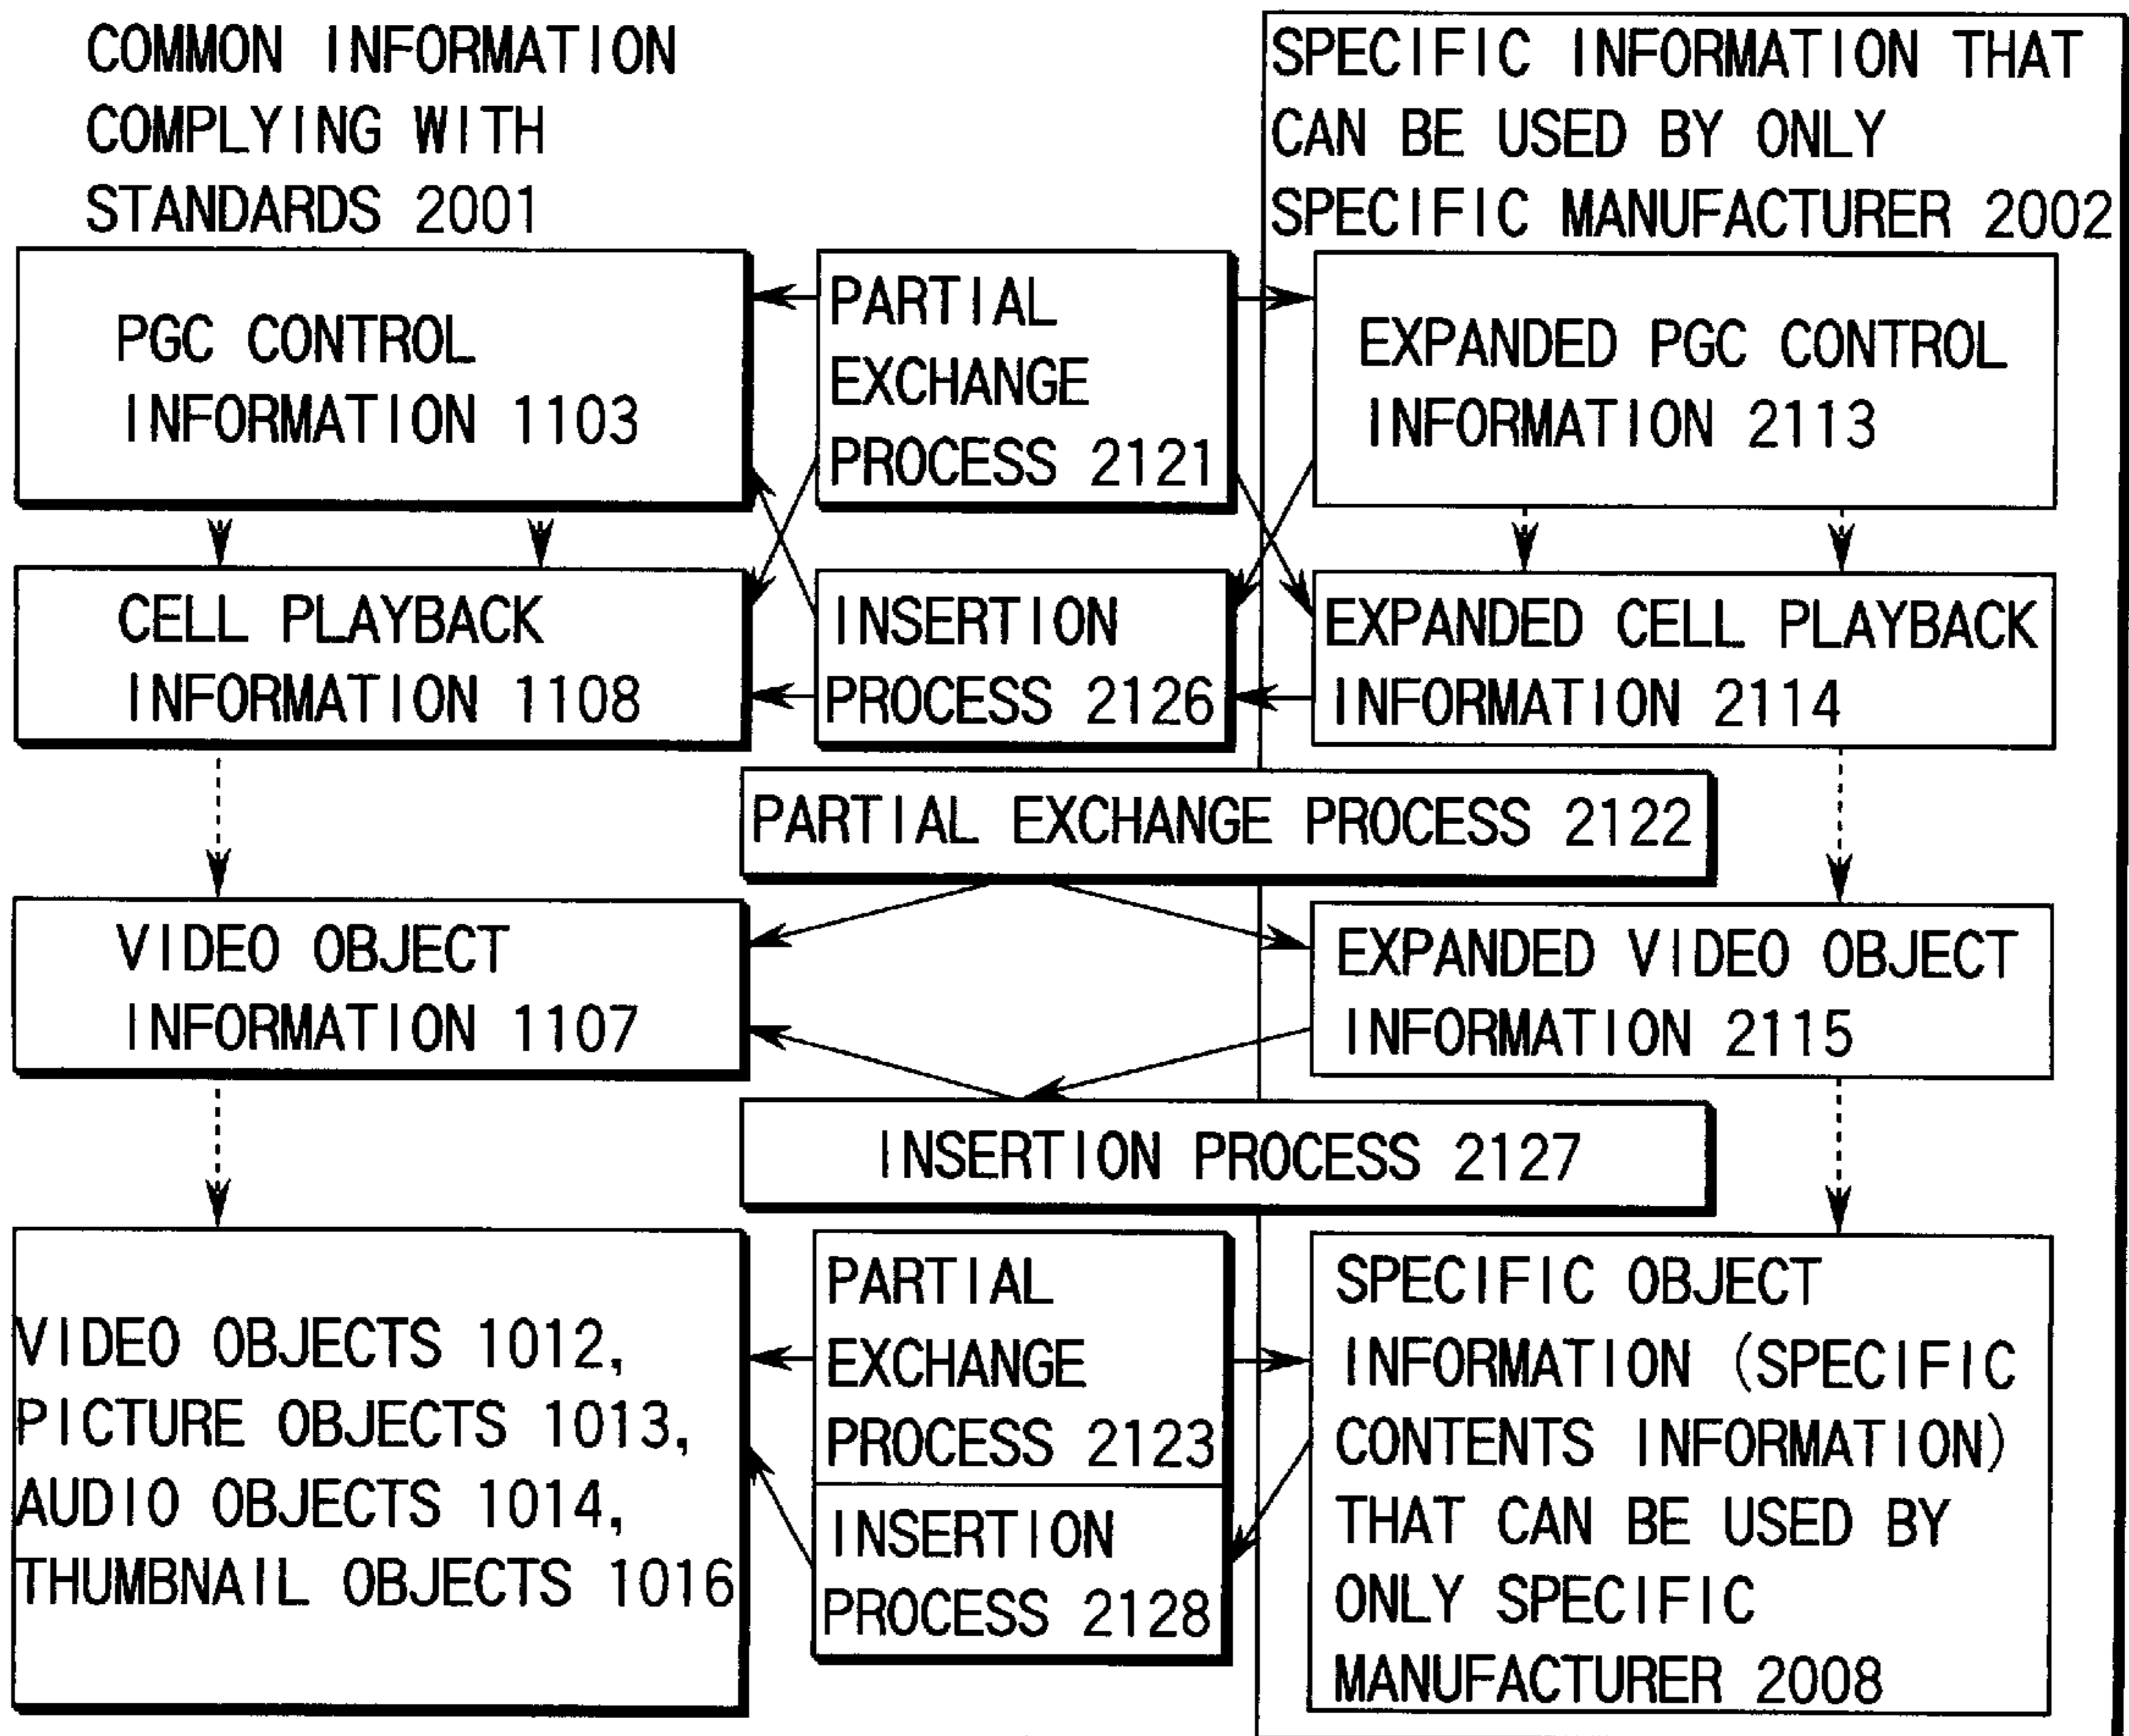 COMMON INFORMATION
COMPLYING WITH
STANDARDS 2001
SPECIFIC INFORMATION THAT
CAN BE USED BY ONLY
SPECIFIC MANUFACTURER 2002
PGC CONTROL
INFORMATION 1103
PARTIAL
EXCHANGE
PROCESS 2121
EXPANDED PGC CONTROL
INFORMATION 2113
CELL PLAYBACK
INFORMATION 1108
INSERTION
PROCESS 2126
EXPANDED CELL PLAYBACK
INFORMATION 2114
PARTIAL EXCHANGE PROCESS 2122
VIDEO OBJECT
INFORMATION 1107
EXPANDED VIDEO OBJECT
INFORMATION 2115
INSERTION PROCESS 2127
VIDEO OBJECTS 1012,
PICTURE OBJECTS 1013,
AUDIO OBJECTS 1014,
THUMBNAIL OBJECTS 1016
PARTIAL
EXCHANGE
PROCESS 2123
INSERTION
PROCESS 2128
SPECIFIC OBJECT
INFORMATION (SPECIFIC
CONTENTS INFORMATION)
THAT CAN BE USED BY
ONLY SPECIFIC
MANUFACTURER 2008